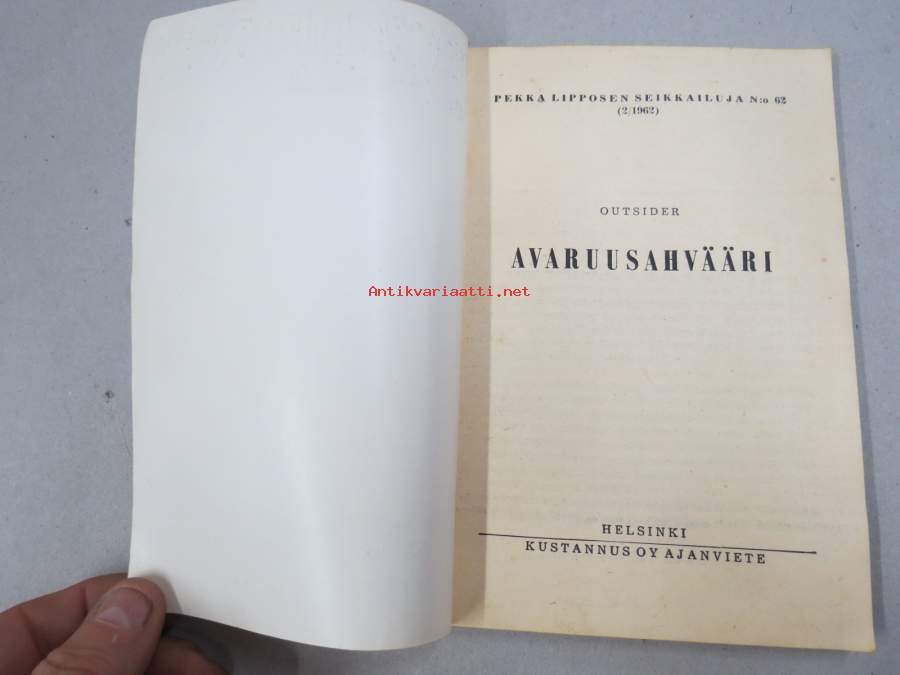 PEKKA LIPPOSEN SEIKKAILUJA N:o 62
(2/1962)
OUTSIDER
AVARUUSAHVÄÄRI
Antikvariaatti.net
HELSINKI
KUSTANNUS OY AJANVIETE